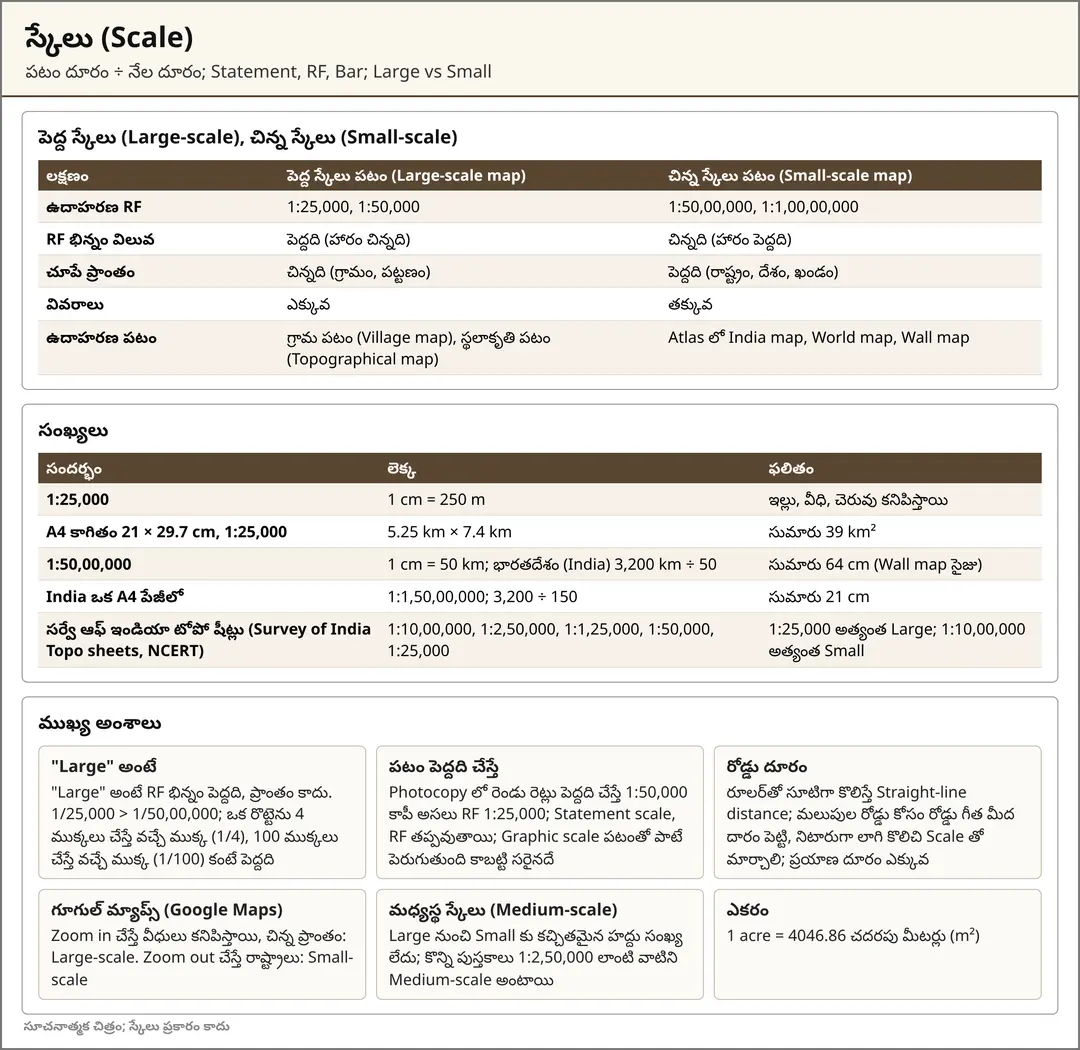 స్కేలు (Scale)
పటం దూరం ÷ నేల దూరం; Statement, RF, Bar; Large vs Small
పెద్ద స్కేలు (Large-scale), చిన్న స్కేలు (Small-scale)
లక్షణం పెద్ద స్కేలు పటం (Large-scale map) చిన్న స్కేలు పటం (Small-scale map)
ఉదాహరణ RF 1:25,000, 1:50,000 1:50,00,000, 1:1,00,00,000
RF భిన్నం విలువ పెద్దది (హారం చిన్నది) చిన్నది (హారం పెద్దది)
చూపే ప్రాంతం చిన్నది (గ్రామం, పట్టణం) పెద్దది (రాష్ట్రం, దేశం, ఖండం)
వివరాలు ఎక్కువ తక్కువ
ఉదాహరణ పటం గ్రామ పటం (Village map), స్థలాకృతి పటం Atlas లో India map, World map, Wall map
(Topographical map)
సంఖ్యలు
సందర్భం లెక్క ఫలితం
1:25,000 1 cm = 250 m ఇల్లు, వీధి, చెరువు కనిపిస్తాయి
A4 కాగితం 21 × 29.7 cm, 1:25,000 5.25 km × 7.4 km సుమారు 39 km²
1:50,00,000 1 cm = 50 km; భారతదేశం (India) 3,200 km ÷ 50 సుమారు 64 cm (Wall map సైజు)
India ఒక A4 పేజీలో 1:1,50,00,000; 3,200 ÷ 150 సుమారు 21 cm
సర్వే ఆఫ్ ఇండియా టోపో షీట్లు (Survey of India 1:10,00,000, 1:2,50,000, 1:1,25,000, 1:50,000, 1:25,000 అత్యంత Large; 1:10,00,000
Topo sheets, NCERT) 1:25,000 అత్యంత Small
ముఖ్య అంశాలు
"Large" అంటే
"Large" అంటే RF భిన్నం పెద్దది, ప్రాంతం కాదు.
1/25,000 > 1/50,00,000; ఒక రొట్టెను 4
ముక్కలు చేస్తే వచ్చే ముక్క (1/4), 100 ముక్కలు
చేస్తే వచ్చే ముక్క (1/100) కంటే పెద్దది
పటం పెద్దది చేస్తే
Photocopy లో రెండు రెట్లు పెద్దది చేస్తే 1:50,000
కాపీ అసలు RF 1:25,000; Statement scale,
RF తప్పవుతాయి; Graphic scale పటంతో పాటే
పెరుగుతుంది కాబట్టి సరైనదే
రోడ్డు దూరం
రూలర్‌తో సూటిగా కొలిస్తే Straight-line
distance; మలుపుల రోడ్డు కోసం రోడ్డు గీత మీద
దారం పెట్టి, నిటారుగా లాగి కొలిచి Scale తో
మార్చాలి; ప్రయాణ దూరం ఎక్కువ
గూగుల్ మ్యాప్స్ (Google Maps)
Zoom in చేస్తే వీధులు కనిపిస్తాయి, చిన్న ప్రాంతం:
Large-scale. Zoom out చేస్తే రాష్ట్రాలు: Small-
scale
మధ్యస్థ స్కేలు (Medium-scale)
Large నుంచి Small కు కచ్చితమైన హద్దు సంఖ్య
లేదు; కొన్ని పుస్తకాలు 1:2,50,000 లాంటి వాటిని
Medium-scale అంటాయి
ఎకరం
1 acre = 4046.86 చదరపు మీటర్లు (m²)
సూచనాత్మక చిత్రం; స్కేలు ప్రకారం కాదు